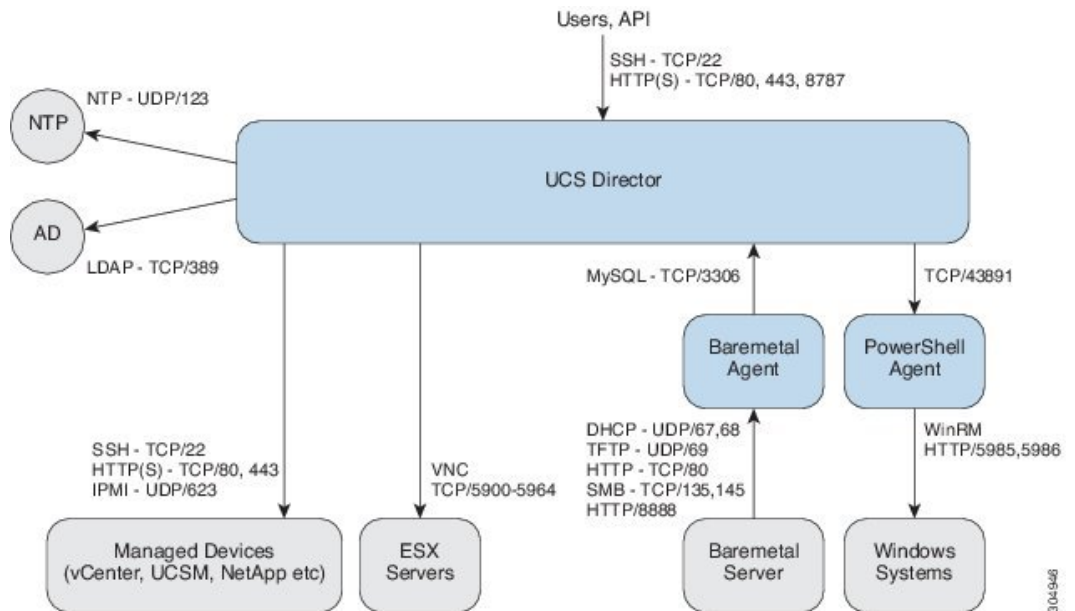 Users, API
SSH - TCP/22
HTTP(S) - TCP/80, 443, 8787
NTP - UDP/123
NTP
UCS Director
AD
LDAP - TCP/389
MySQL - TCP/3306
TCP/43891
Baremetal
Agent
PowerShell
Agent
SSH - TCP/22
HTTP(S) - TCP/80, 443
IPMI - UDP/623
VNC
TCP/5900-5964
DHCP - UDP/67,68
TFTP - UDP/69
HTTP - TCP/80
SMB - TCP/135,145
HTTP/8888
WinRM
HTTP/5985,5986
Managed Devices
(vCenter, UCSM, NetApp etc)
ESX
Servers
Baremetal
Server
Windows
Systems
304946